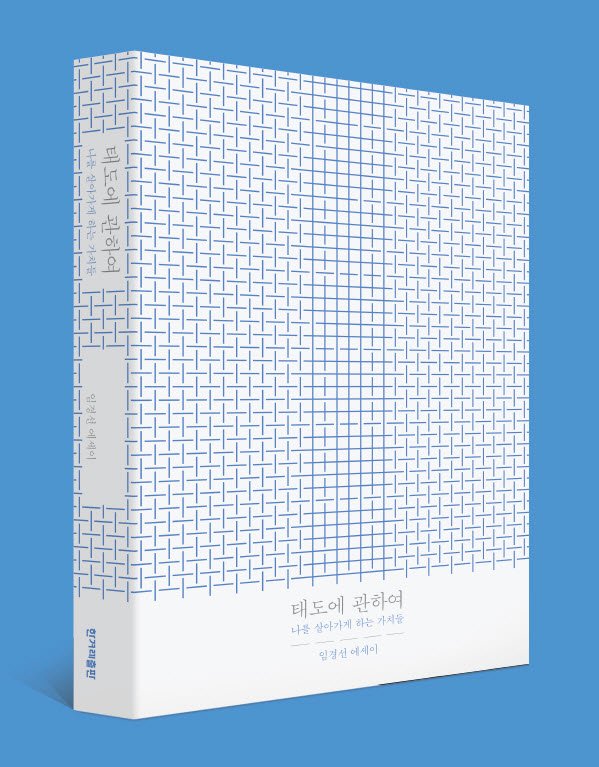 태도에 관하여
나를 살아가게 하는 가치들
임경선 에세이
한겨레출판
태도에 관하여
나를 살아가게 하는 가치들
임경선 에세이